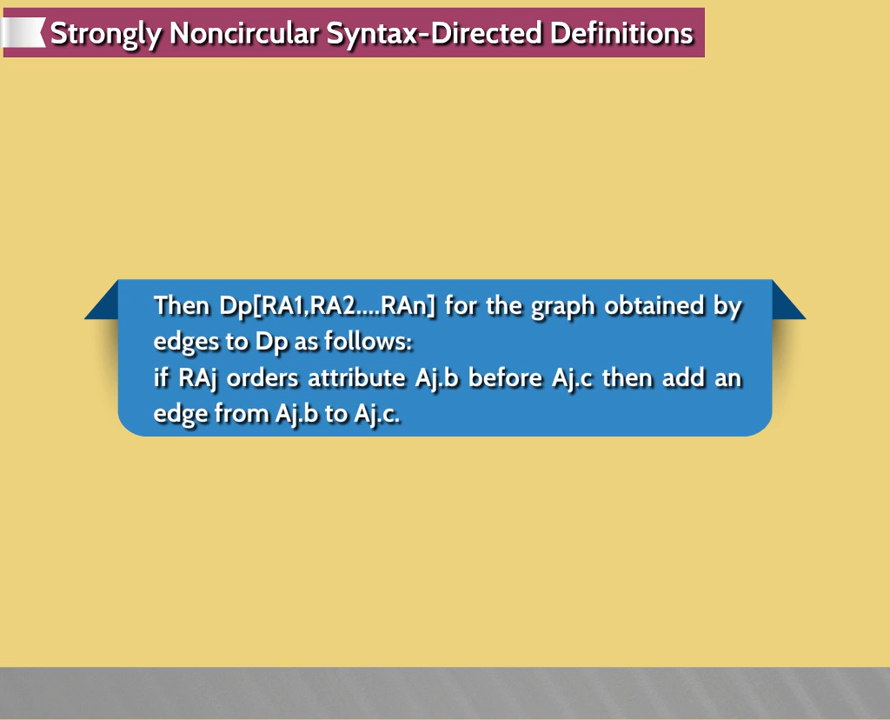 Strongly Noncircular Syntax-Directed Definitions
Then Dp[RA1,RA2....RAn] for the graph obtained by
edges to Dp as follows:
if RAj orders attribute Aj.b before Aj.c then add an
edge from Aj.b to Aj.c.